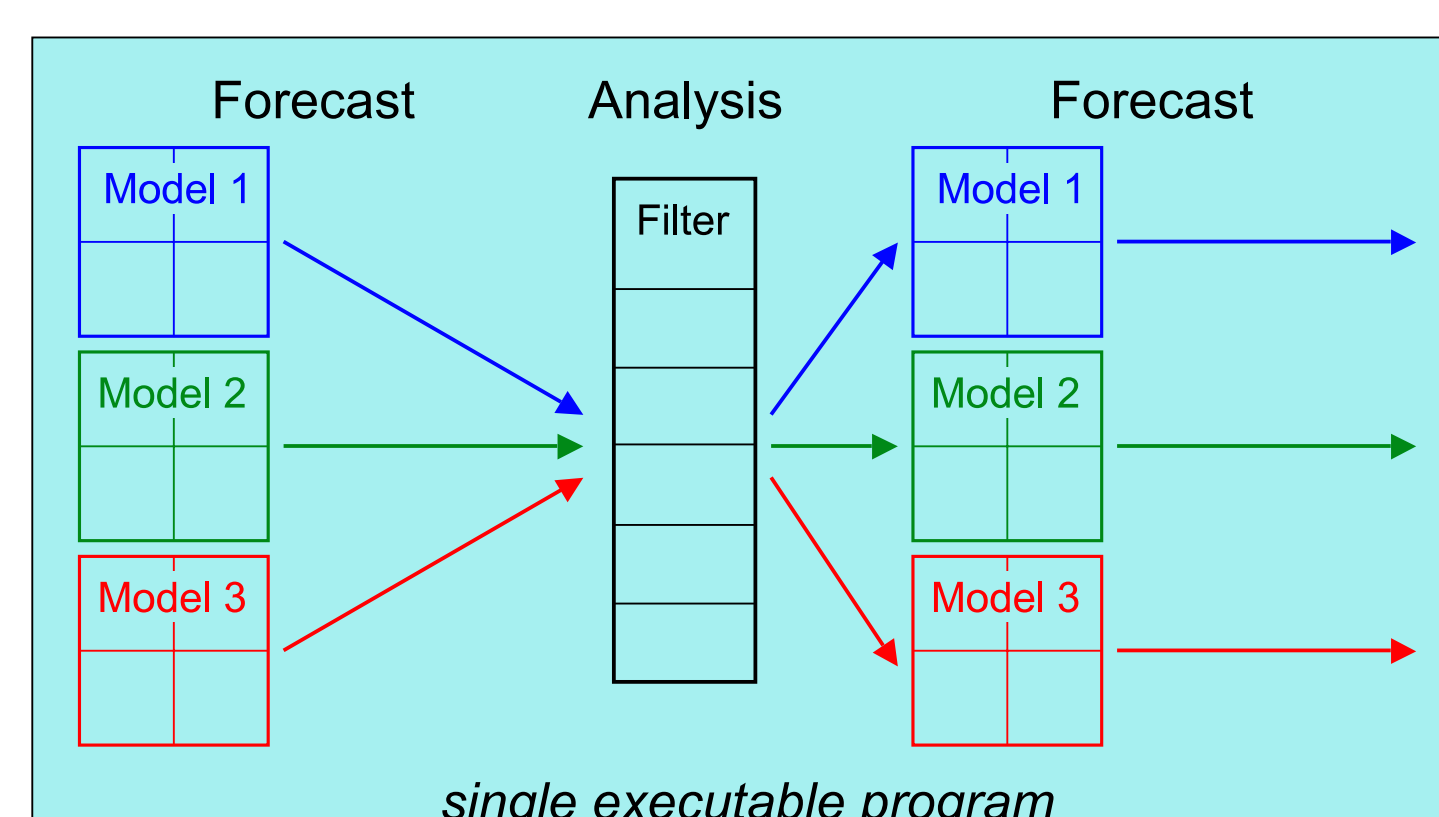 Forecast Analysis Forecast
Model 1 Filter Model 1
Model 2 Model 2
Model 3 Model 3
single executable program